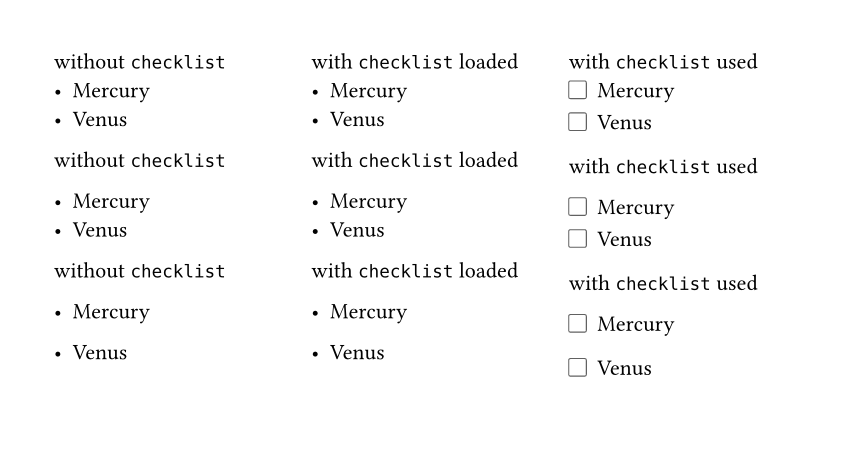 without checklist
• Mercury
• Venus
without checklist
• Mercury
• Venus
without checklist
• Mercury
• Venus
with checklist loaded
• Mercury
• Venus
with checklist loaded
• Mercury
• Venus
with checklist loaded
• Mercury
• Venus
with checklist used
☐ Mercury
☐ Venus
with checklist used
☐ Mercury
☐ Venus
with checklist used
☐ Mercury
☐ Venus